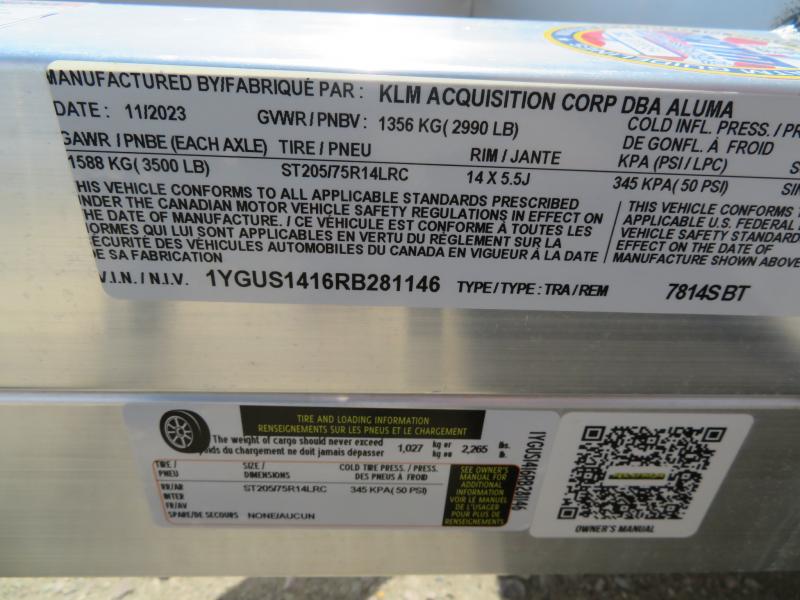 MANUFACTURED BY/FABRIQUÉ PAR : KLM ACQUISITION CORP DBA ALUMA
DATE : 11/2023 GVWR / PNBV : 1356 KG( 2990 LB) COLD INFL. PRESS. /
DE GONFL. À FROID
GAWR / PNBE (EACH AXLE) TIRE / PNEU RIM / JANTE KPA (PSI / LPC)
1588 KG( 3500 LB) ST205/75R14LRC 14 X 5.5J 345 KPA( 50 PSI)
THIS VEHICLE CONFORMS TO ALL APPLICABLE STANDARDS PRESCRIBED
UNDER THE CANADIAN MOTOR VEHICLE SAFETY REGULATIONS IN EFFECT ON
THE DATE OF MANUFACTURE. / CE VÉHICULE EST CONFORME À TOUTES LES
NORMES QUI LUI SONT APPLICABLES EN VERTU DU RÈGLEMENT SUR LA
SÉCURITÉ DES VÉHICULES AUTOMOBILES DU CANADA EN VIGUEUR À LA DATE
DE SA FABRICATION
THIS VEHICLE CONFORMS
APPLICABLE U.S. FEDERAL
VEHICLE SAFETY STANDARD
EFFECT ON THE DATE OF
MANUFACTURE SHOWN ABOVE
V.I.N. / N.I.V. 1YGUS1416RB281146 TYPE / TYPE : TRA / REM 7814S BT
TIRE AND LOADING INFORMATION
RENSEIGNEMENTS SUR LES PNEUS ET LE CHARGEMENT
The weight of cargo should never exceed
poids du chargement ne doit jamais dépasser
1,027 kg or 2,265 lbs.
kg ou lb.
TIRE / SIZE / COLD TIRE PRESS. / PRESS.
PNEU DIMENSIONS DES PNEUS À FROID
RR/AR ST205/75R14LRC 345 KPA( 50 PSI)
INTER
FR/AV
SPARE/DE SECOURS NONE/AUCUN
SEE OWNER'S
MANUAL FOR
ADDITIONAL
INFORMATION
VOIR LE MANUEL
DE L'USAGER
POUR PLUS DE
RENSEIGNEMENTS
1YGUS1416RB281146
OWNER'S MANUAL